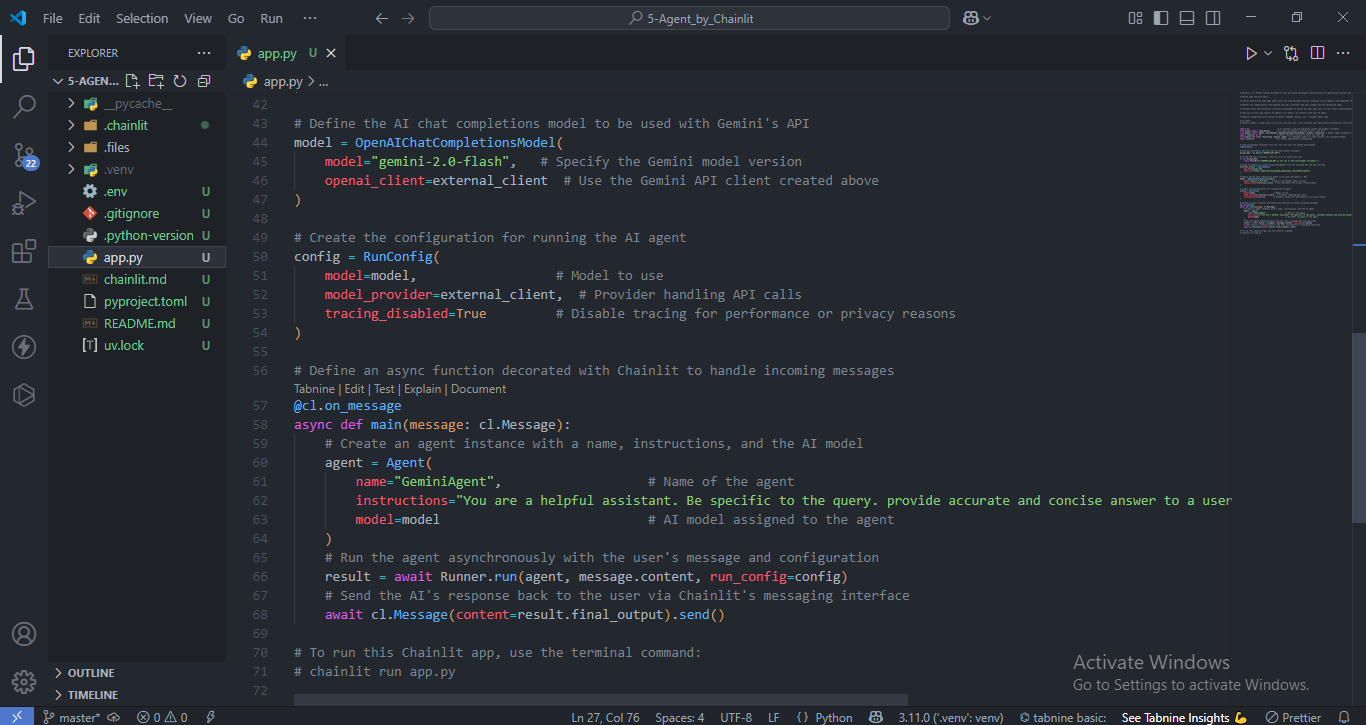 File Edit Selection View Go Run ··· 5-Agent_by_Chainlit
EXPLORER ···
5-AGEN...
__pycache__
.chainlit
.files
.venv
.env U
.gitignore U
.python-version U
app.py U
chainlit.md U
pyproject.toml U
README.md U
uv.lock U
OUTLINE
TIMELINE
22
app.py U
app.py > ...
42
43 # Define the AI chat completions model to be used with Gemini's API
44 model = OpenAIChatCompletionsModel(
45 model="gemini-2.0-flash", # Specify the Gemini model version
46 openai_client=external_client # Use the Gemini API client created above
47 )
48
49 # Create the configuration for running the AI agent
50 config = RunConfig(
51 model=model, # Model to use
52 model_provider=external_client, # Provider handling API calls
53 tracing_disabled=True # Disable tracing for performance or privacy reasons
54 )
55
56 # Define an async function decorated with Chainlit to handle incoming messages
Tabnine | Edit | Test | Explain | Document
57 @cl.on_message
58 async def main(message: cl.Message):
59 # Create an agent instance with a name, instructions, and the AI model
60 agent = Agent(
61 name="GeminiAgent", # Name of the agent
62 instructions="You are a helpful assistant. Be specific to the query. provide accurate and concise answer to a user
63 model=model # AI model assigned to the agent
64 )
65 # Run the agent asynchronously with the user's message and configuration
66 result = await Runner.run(agent, message.content, run_config=config)
67 # Send the AI's response back to the user via Chainlit's messaging interface
68 await cl.Message(content=result.final_output).send()
69
70 # To run this Chainlit app, use the terminal command:
71 # chainlit run app.py
72
Activate Windows
Go to Settings to activate Windows.
master* 0 0 Ln 27, Col 76 Spaces: 4 UTF-8 LF {} Python 3.11.0 ('.venv': venv) tabnine basic: See Tabnine Insights Prettier